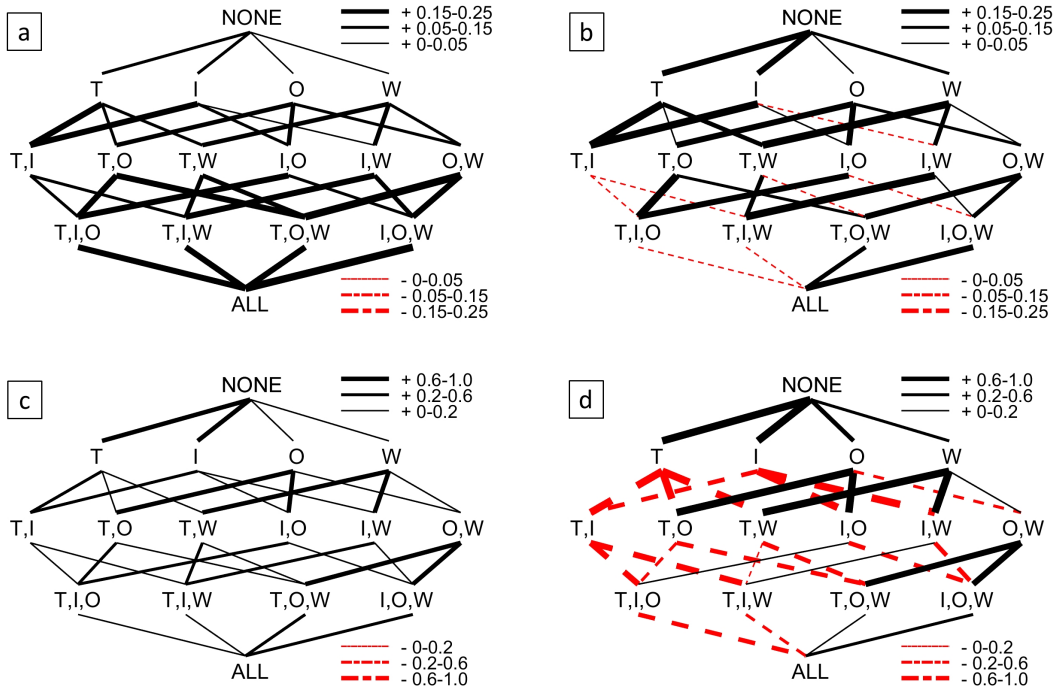 a
NONE
+ 0.15-0.25
+ 0.05-0.15
+ 0-0.05
T I O W
T,I T,O T,W I,O I,W O,W
T,I,O T,I,W T,O,W I,O,W
ALL
- 0-0.05
- 0.05-0.15
- 0.15-0.25
b
NONE
+ 0.15-0.25
+ 0.05-0.15
+ 0-0.05
T I O W
T,I T,O T,W I,O I,W O,W
T,I,O T,I,W T,O,W I,O,W
ALL
- 0-0.05
- 0.05-0.15
- 0.15-0.25
c
NONE
+ 0.6-1.0
+ 0.2-0.6
+ 0-0.2
T I O W
T,I T,O T,W I,O I,W O,W
T,I,O T,I,W T,O,W I,O,W
ALL
- 0-0.2
- 0.2-0.6
- 0.6-1.0
d
NONE
+ 0.6-1.0
+ 0.2-0.6
+ 0-0.2
T I O W
T,I T,O T,W I,O I,W O,W
T,I,O T,I,W T,O,W I,O,W
ALL
- 0-0.2
- 0.2-0.6
- 0.6-1.0